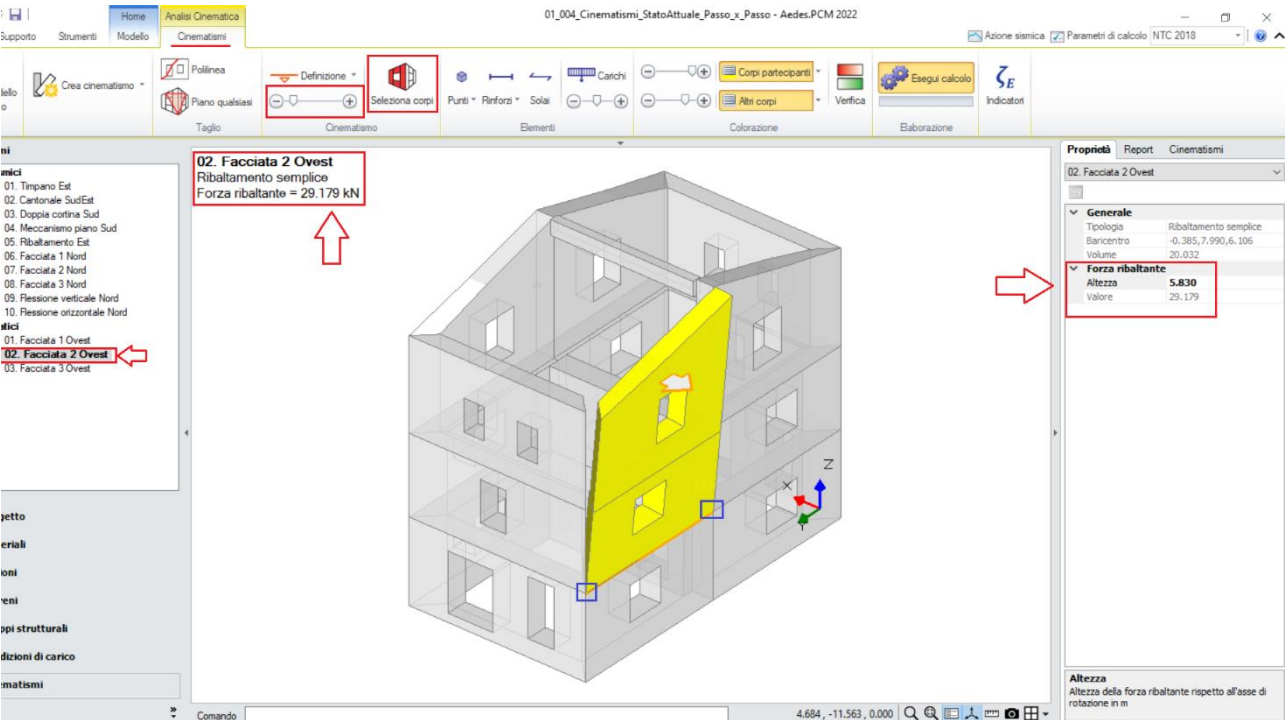 01_004_Cinematismi_StatoAttuale_Passo_x_Passo - Aedes.PCM 2022
Home
Analisi Cinematica
Supporto
Strumenti
Modello
Cinematismi
Azione sismica
Parametri di calcolo
NTC 2018
Crea cinematismo
Polilinea
Piano qualsiasi
Taglio
Definizione
Seleziona corpi
Cinematismo
Punti
Rinforzi
Solai
Carichi
Elementi
Corpi partecipanti
Altri corpi
Verifica
Colorazione
Esegui calcolo
Elaborazione
ζE
Indicatori
01. Timpano Est
02. Cantonale SudEst
03. Doppia cortina Sud
04. Meccanismo piano Sud
05. Ribaltamento Est
06. Facciata 1 Nord
07. Facciata 2 Nord
08. Facciata 3 Nord
09. Flessione verticale Nord
10. Flessione orizzontale Nord
01. Facciata 1 Ovest
02. Facciata 2 Ovest
03. Facciata 3 Ovest
getto
eriali
ioni
reni
ppi strutturali
dizioni di carico
ematismi
02. Facciata 2 Ovest
Ribaltamento semplice
Forza ribaltante = 29.179 kN
Z
X
Y
Comando
4.684 , -11.563 , 0.000
Proprietà
Report
Cinematismi
02. Facciata 2 Ovest
Generale
Tipologia Ribaltamento semplice
Baricentro -0.385,7.990,6.106
Volume 20.032
Forza ribaltante
Altezza 5.830
Valore 29.179
Altezza
Altezza della forza ribaltante rispetto all'asse di
rotazione in m